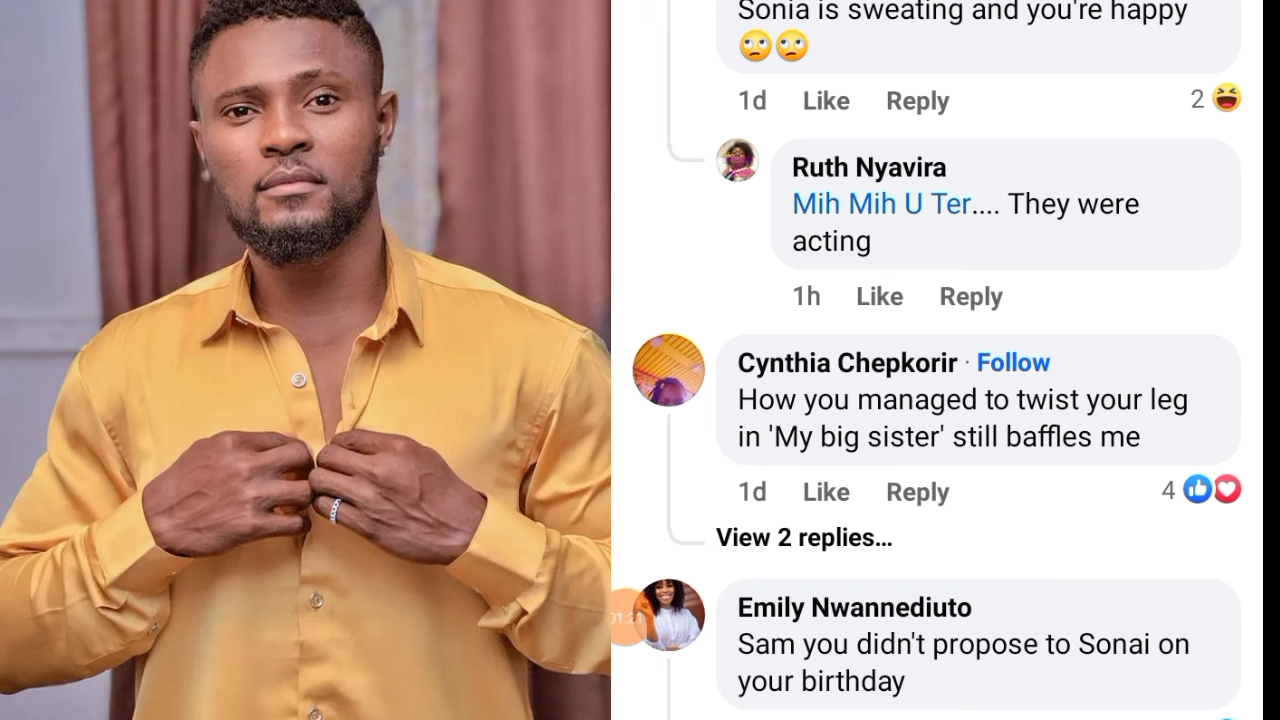 Sonia is sweating and you're happy
🙄🙄
1d Like Reply 2
Ruth Nyavira
Mih Mih U Ter.... They were
acting
1h Like Reply
Cynthia Chepkorir · Follow
How you managed to twist your leg
in 'My big sister' still baffles me
1d Like Reply 4
View 2 replies...
01:21
Emily Nwannediuto
Sam you didn't propose to Sonai on
your birthday